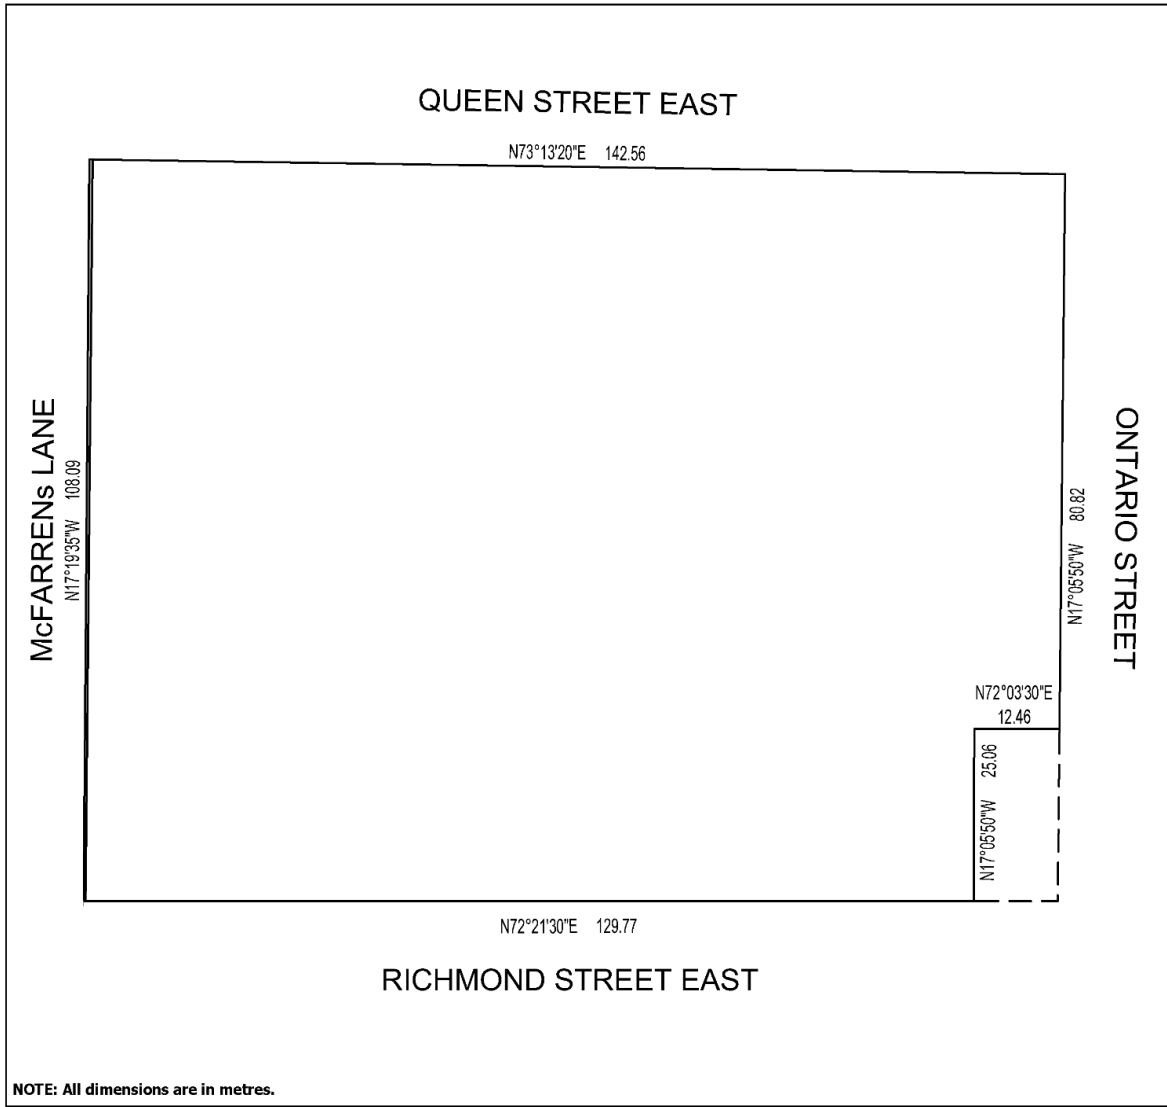 QUEEN STREET EAST
N73°13'20"E 142.56
McFARRENs LANE
N17°19'35"W 108.09
ONTARIO STREET
N17°05'50"W 80.82
N72°03'30"E
12.46
N17°05'50"W 25.06
N72°21'30"E 129.77
RICHMOND STREET EAST
NOTE: All dimensions are in metres.